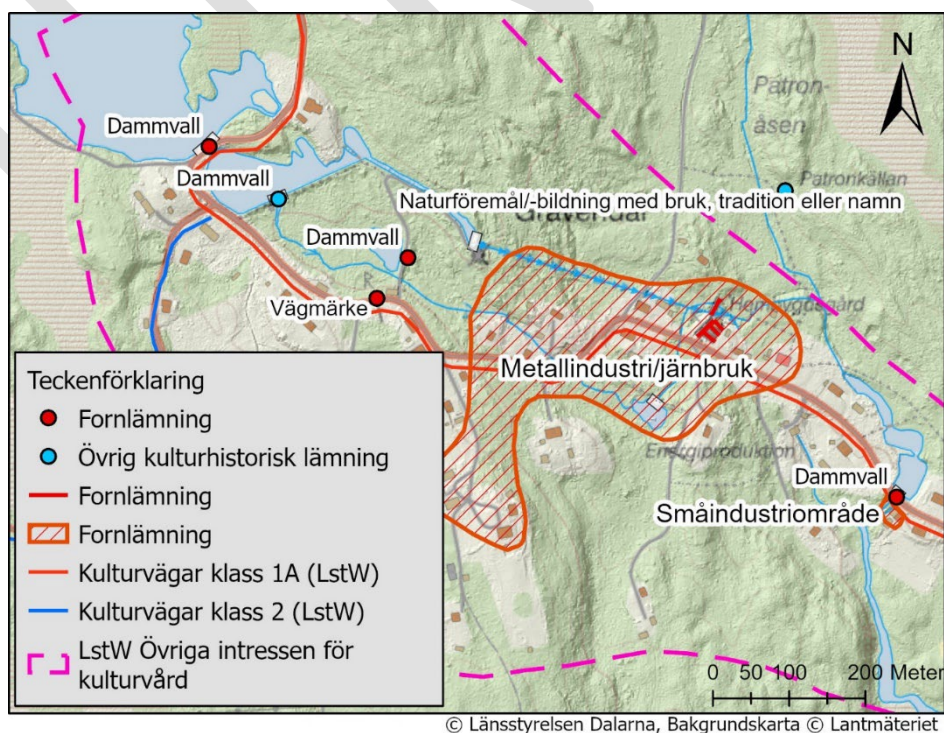 N
Dammvall
Dammvall
Patron-
åsen
Patronkällan
Naturföremål/-bildning med bruk, tradition eller namn
Dammvall
Vägmärke
Metallindustri/järnbruk
Energiproduktion
Dammvall
Småindustriområde
Teckenförklaring
Fornlämning
Övrig kulturhistorisk lämning
Fornlämning
Fornlämning
Kulturvägar klass 1A (LstW)
Kulturvägar klass 2 (LstW)
LstW Övriga intressen för
kulturvård
0 50 100 200 Meter
© Länsstyrelsen Dalarna, Bakgrundskarta © Lantmäteriet